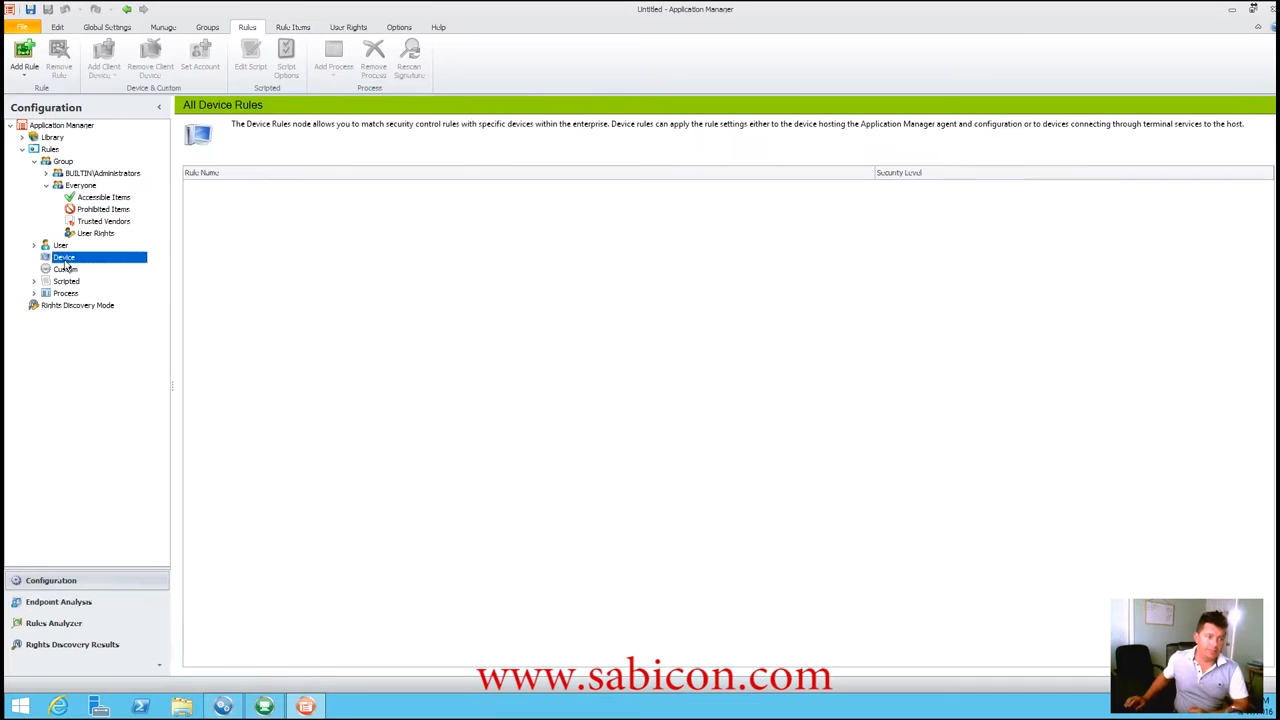 Untitled - Application Manager
File Edit Global Settings Manage Groups Rules Rule Items User Rights Options Help
Add Rule
Remove Rule
Add Client Device
Remove Client Device
Set Account
Edit Script
Script Options
Add Process
Remove Process
Rescan Signature
Rule Device & Custom Scripted Process
Configuration
All Device Rules
The Device Rules node allows you to match security control rules with specific devices within the enterprise. Device rules can apply the rule settings either to the device hosting the Application Manager agent and configuration or to devices connecting through terminal services to the host.
Rule Name Security Level
Application Manager
Library
Rules
Group
BUILTIN\Administrators
Everyone
Accessible Items
Prohibited Items
Trusted Vendors
User Rights
User
Device
Custom
Scripted
Process
Rights Discovery Mode
Configuration
Endpoint Analysis
Rules Analyzer
Rights Discovery Results
www.sabicon.com